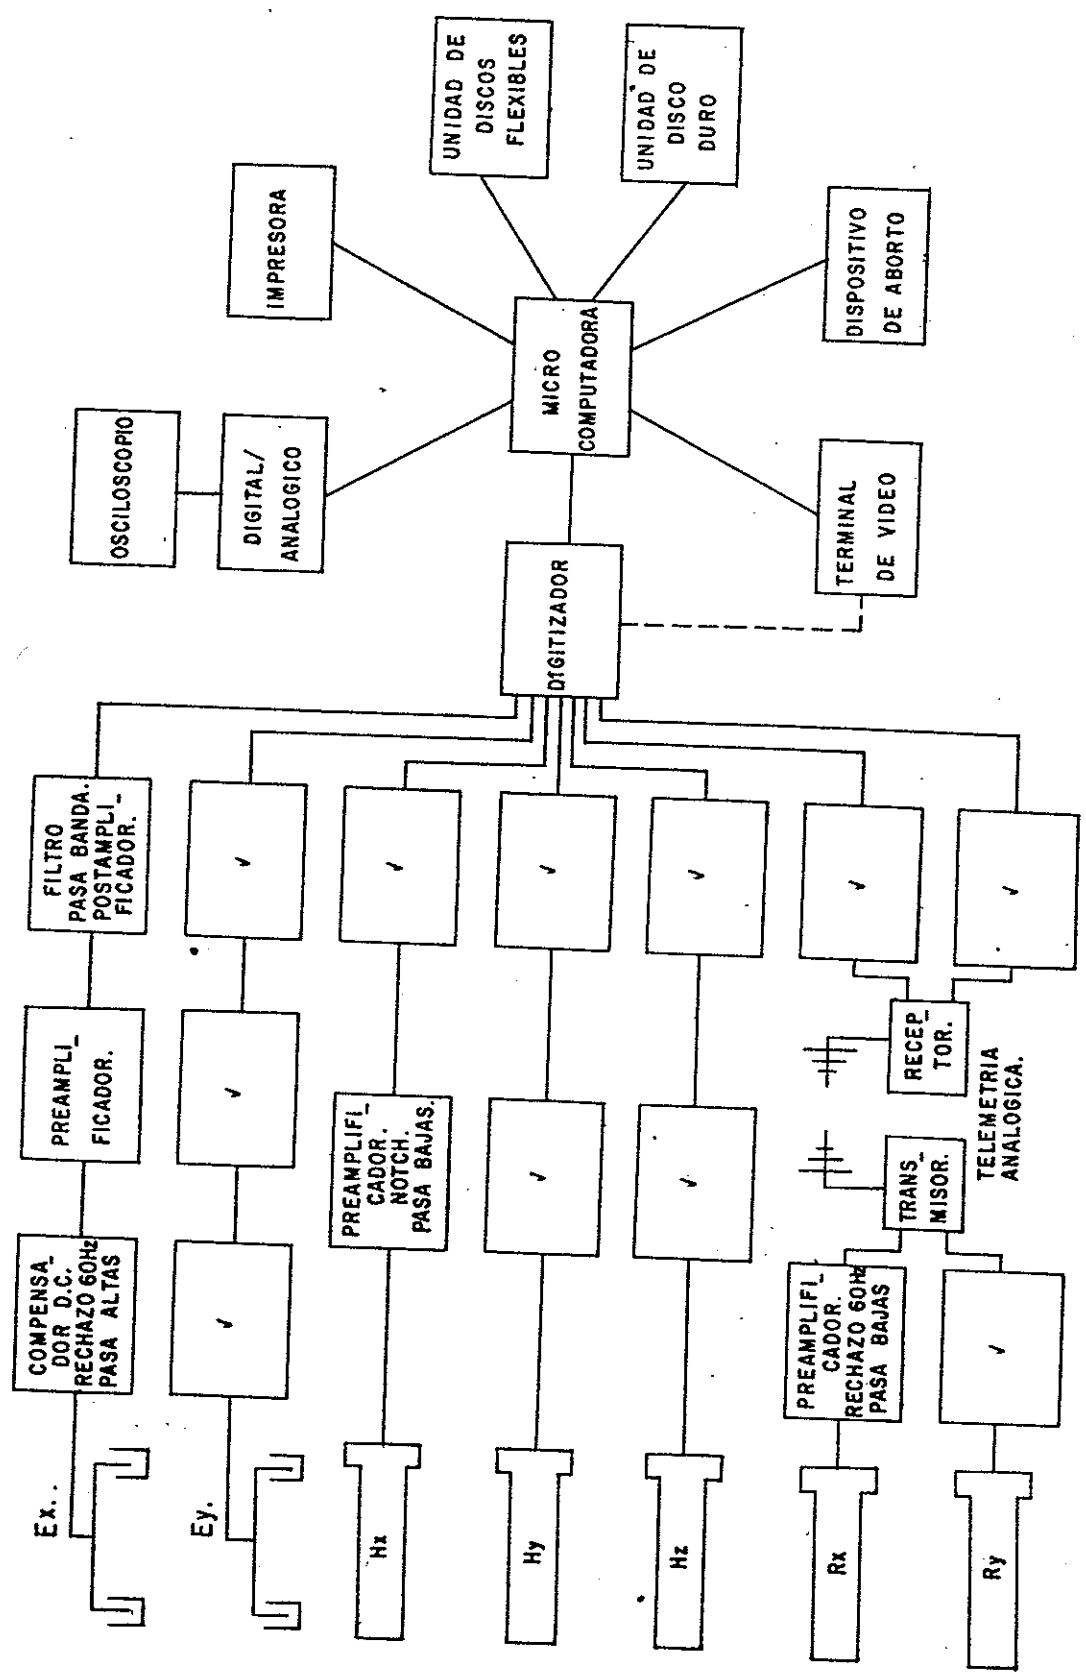 Ex..
COMPENSA_
DOR D.C.
RECHAZO 60Hz
PASA ALTAS
PREAMPLI_
FICADOR.
FILTRO
PASA BANDA.
POSTAMPLI_
FICADOR.
Ey.
✓
✓
✓
Hx
PREAMPLIFI_
CADOR.
NOTCH.
PASA BAJAS.
✓
Hy
✓
✓
Hz
✓
✓
Rx
PREAMPLIFI_
CADOR.
RECHAZO 60Hz
PASA BAJAS
TRANS_
MISOR.
RECEP_
TOR.
✓
Ry
✓
✓
TELEMETRIA
ANALOGICA.
DIGITIZADOR
MICRO
COMPUTADORA
OSCILOSCOPIO
DIGITAL/
ANALOGICO
IMPRESORA
UNIDAD DE
DISCOS
FLEXIBLES
UNIDAD DE
DISCO
DURO
DISPOSITIVO
DE ABORTO
TERMINAL
DE VIDEO